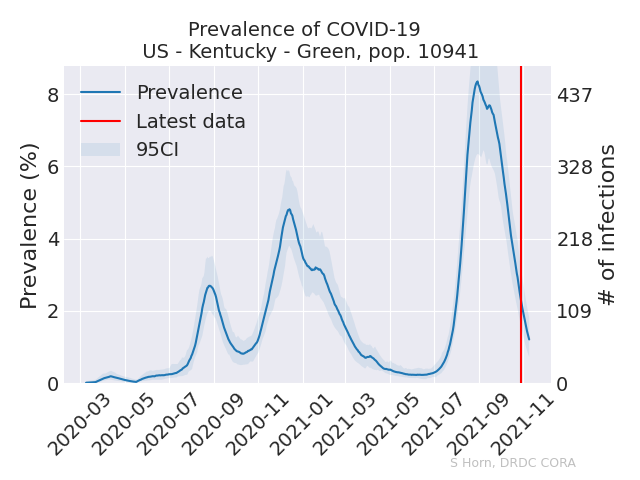 Prevalence of COVID-19
US - Kentucky - Green, pop. 10941
Prevalence
Latest data
95CI
Prevalence (%)
8
6
4
2
0
# of infections
437
328
218
109
0
2020-03
2020-05
2020-07
2020-09
2020-11
2021-01
2021-03
2021-05
2021-07
2021-09
2021-11
S Horn, DRDC CORA